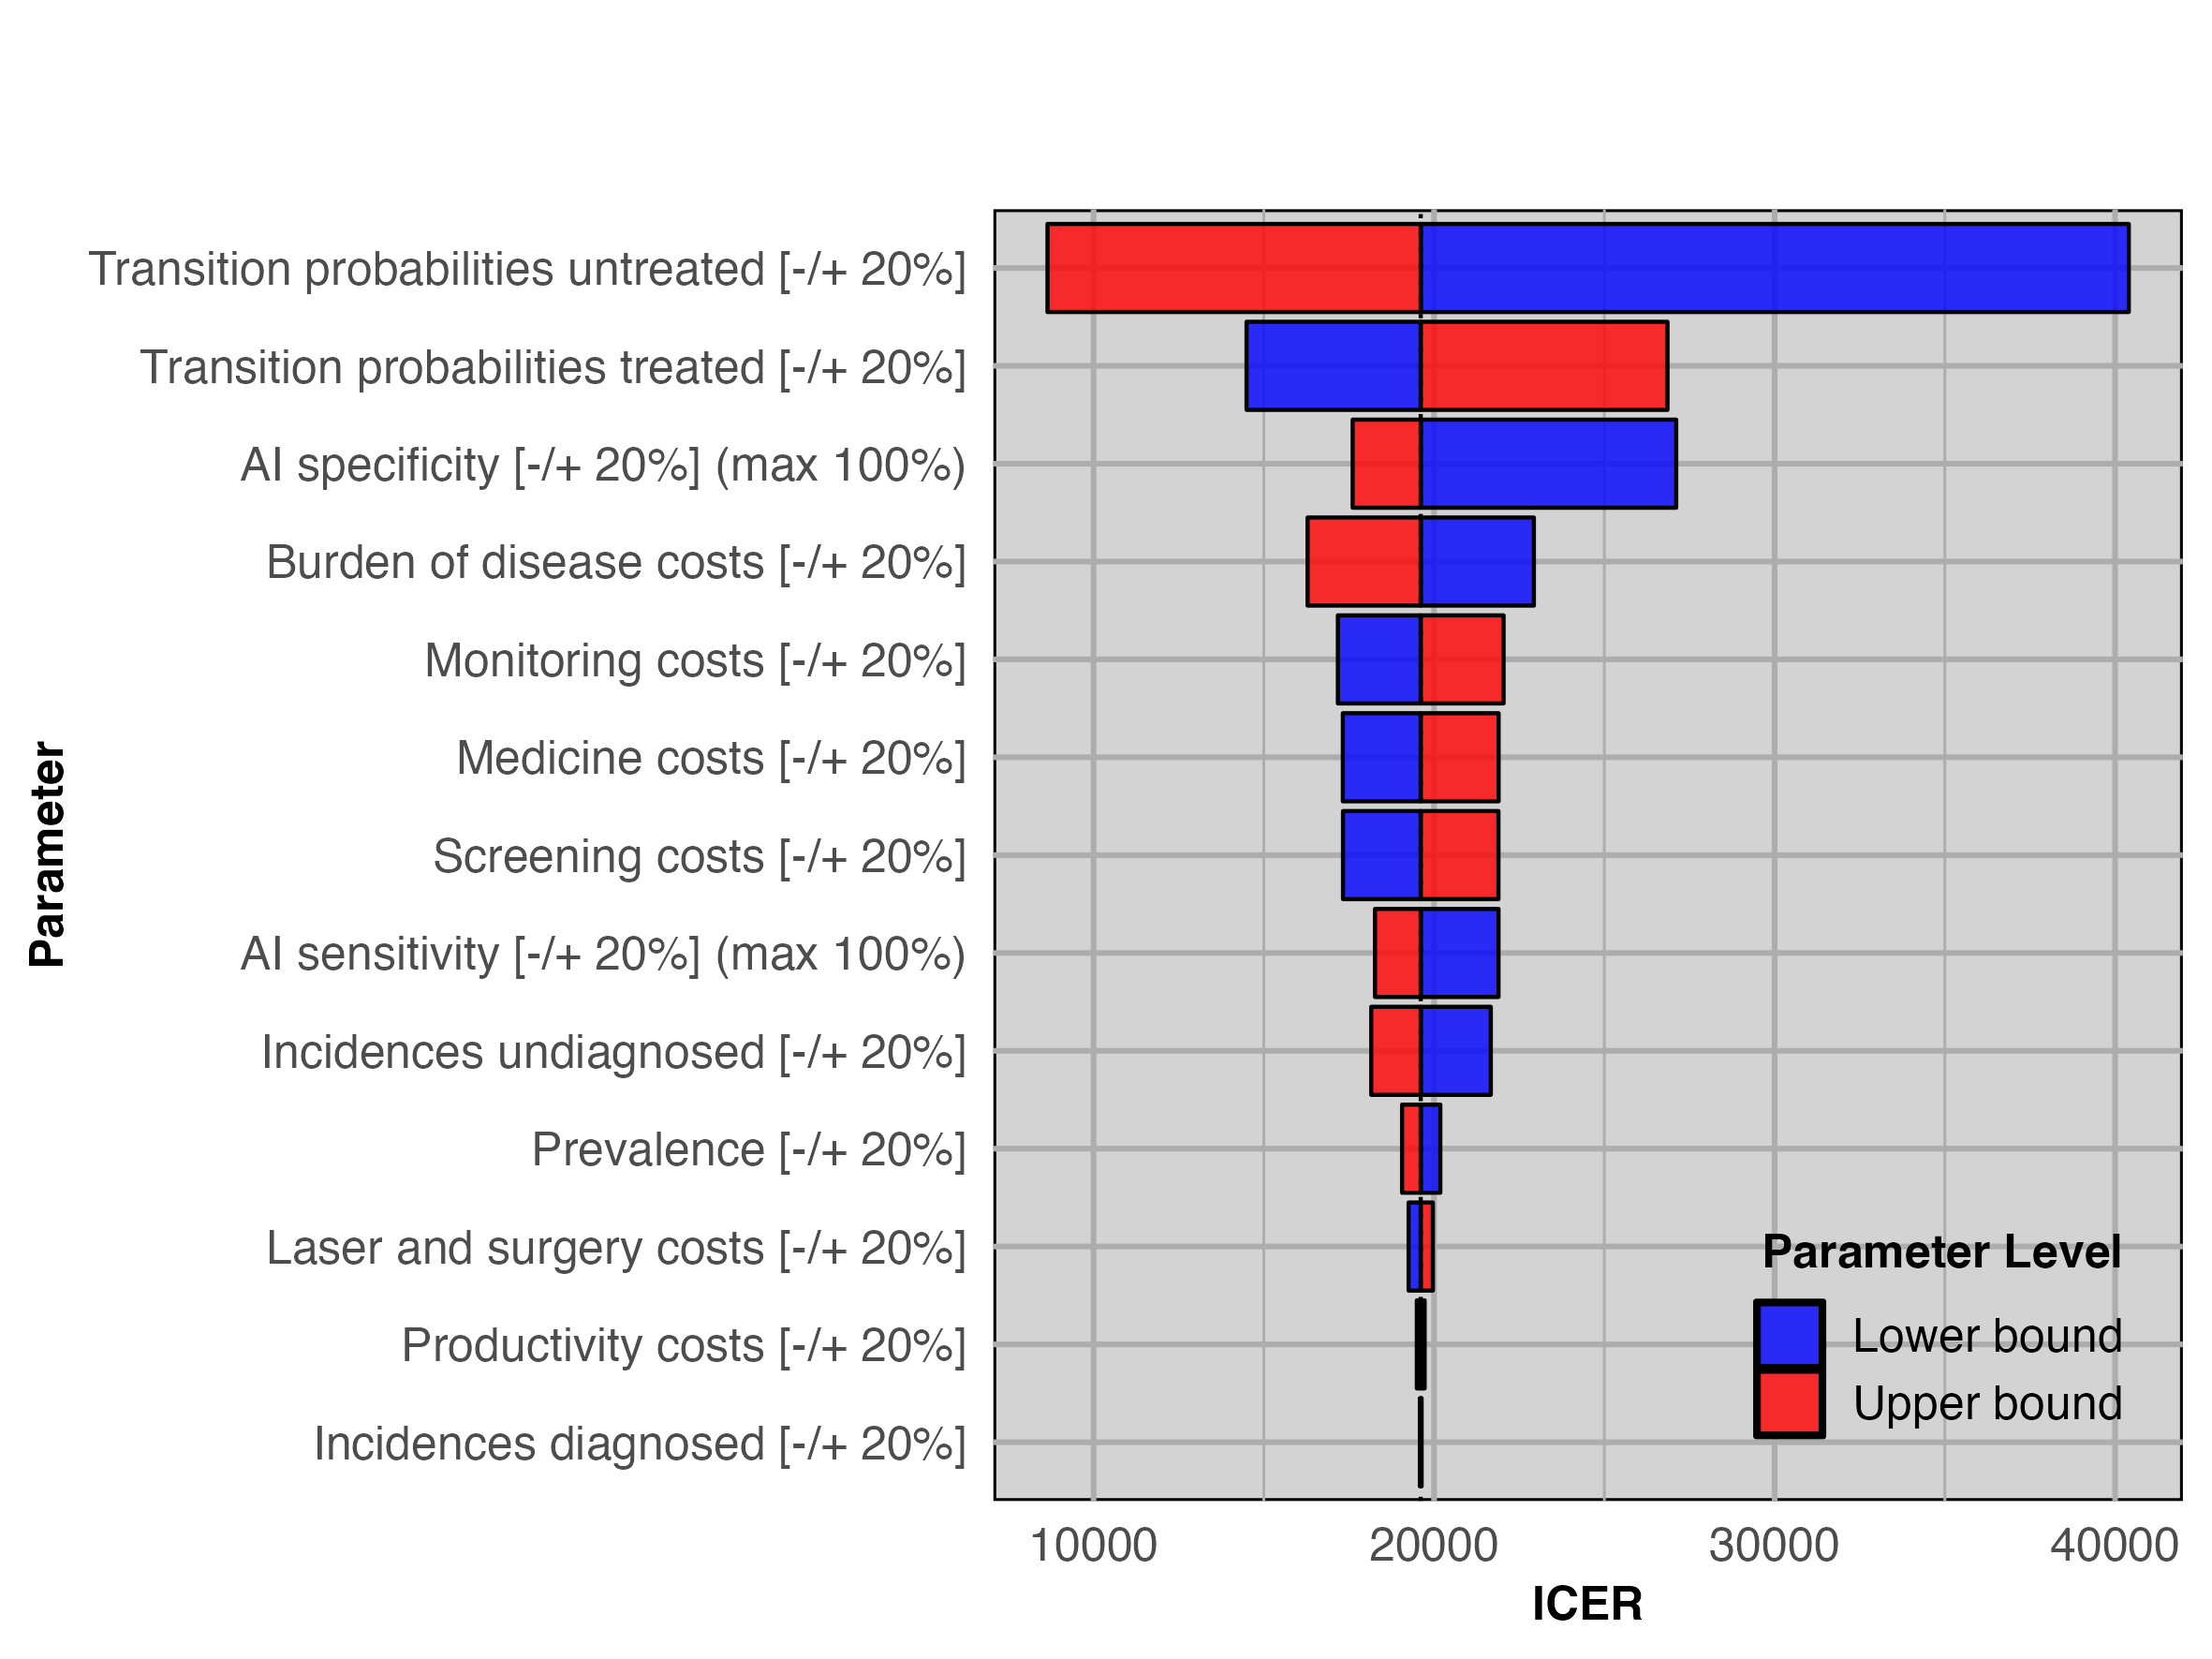 Transition probabilities untreated [-/+ 20%]
Transition probabilities treated [-/+ 20%]
AI specificity [-/+ 20%] (max 100%)
Burden of disease costs [-/+ 20%]
Monitoring costs [-/+ 20%]
Medicine costs [-/+ 20%]
Screening costs [-/+ 20%]
AI sensitivity [-/+ 20%] (max 100%)
Incidences undiagnosed [-/+ 20%]
Prevalence [-/+ 20%]
Laser and surgery costs [-/+ 20%]
Productivity costs [-/+ 20%]
Incidences diagnosed [-/+ 20%]
Parameter
Parameter Level
Lower bound
Upper bound
10000 20000 30000 40000
ICER